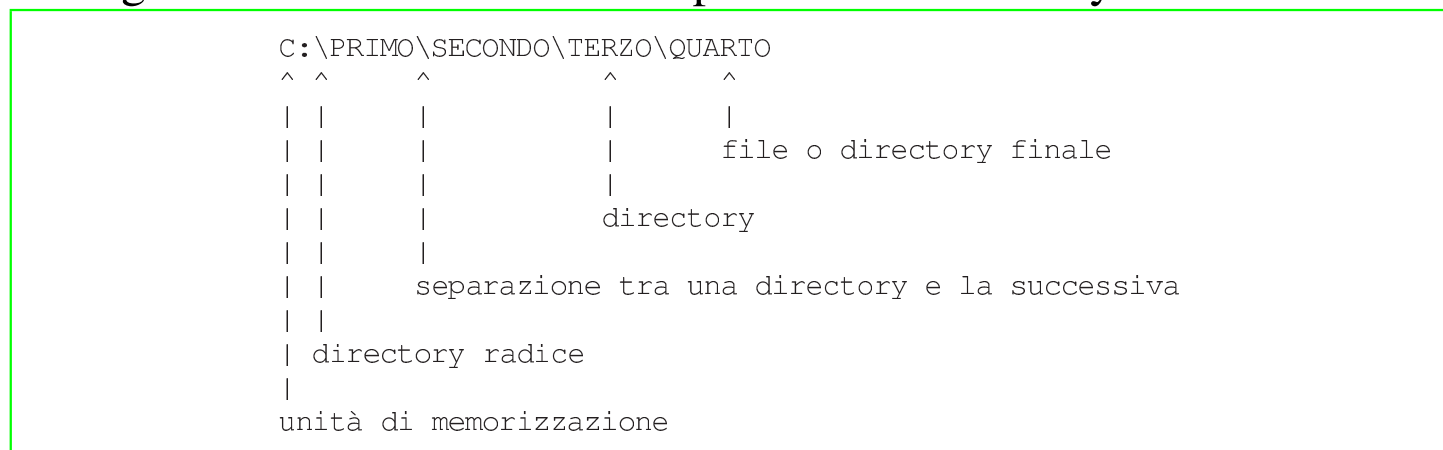 C:\PRIMO\SECONDO\TERZO\QUARTO
^ ^     ^          ^      ^
| |     |          |      |
| |     |          |      file o directory finale
| |     |          |
| |     |          directory
| |     |
| |     separazione tra una directory e la successiva
| |
| directory radice
|
unità di memorizzazione